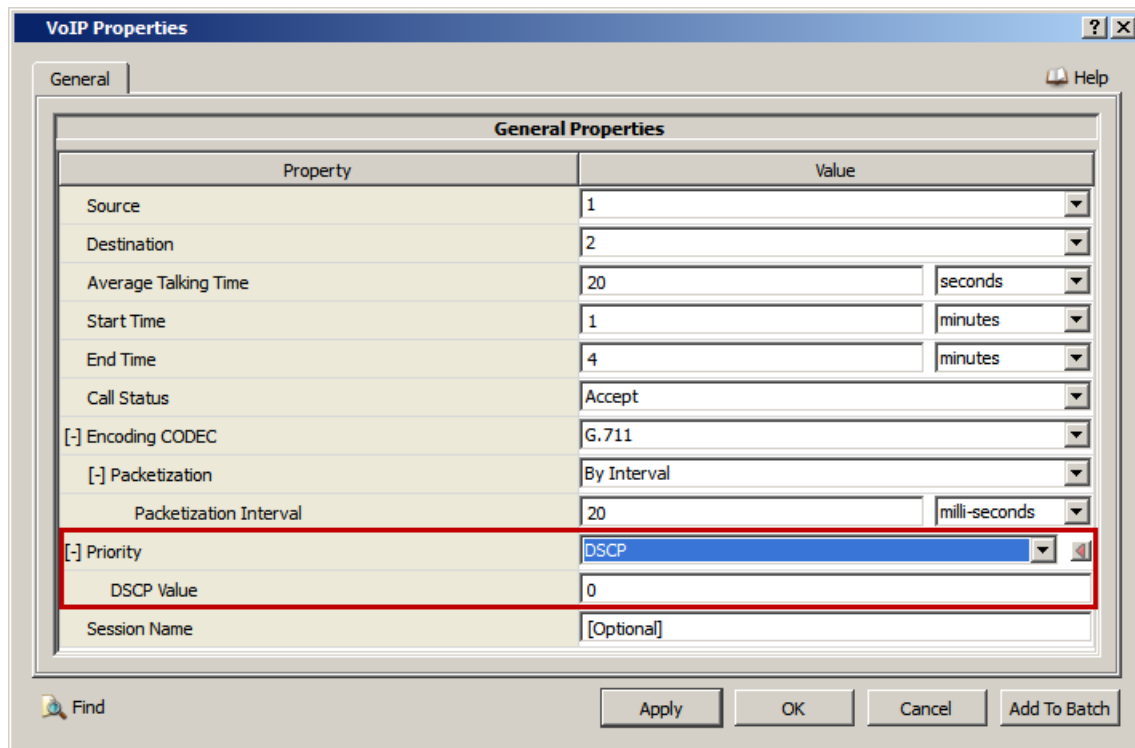 VoIP Properties
General
Help
General Properties
Property Value
Source 1
Destination 2
Average Talking Time 20 seconds
Start Time 1 minutes
End Time 4 minutes
Call Status Accept
[-] Encoding CODEC G.711
[-] Packetization By Interval
Packetization Interval 20 milli-seconds
[-] Priority DSCP
DSCP Value 0
Session Name [Optional]
Find Apply OK Cancel Add To Batch